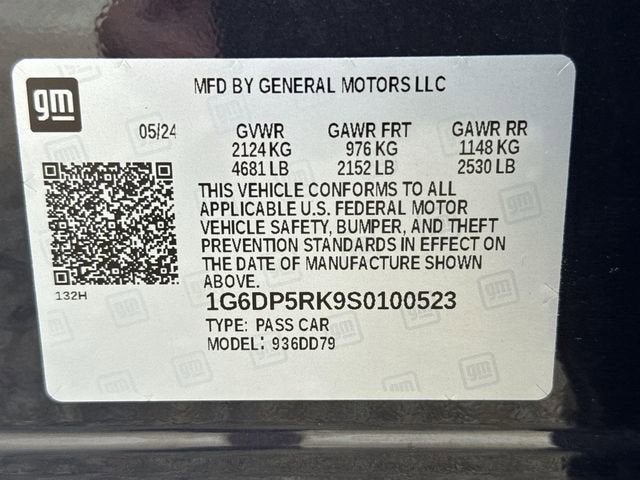 gm
MFD BY GENERAL MOTORS LLC
05/24 GVWR GAWR FRT GAWR RR
2124 KG 976 KG 1148 KG
4681 LB 2152 LB 2530 LB
THIS VEHICLE CONFORMS TO ALL
APPLICABLE U.S. FEDERAL MOTOR
VEHICLE SAFETY, BUMPER, AND THEFT
PREVENTION STANDARDS IN EFFECT ON
THE DATE OF MANUFACTURE SHOWN
ABOVE.
132H
1G6DP5RK9S0100523
TYPE: PASS CAR
MODEL: 936DD79